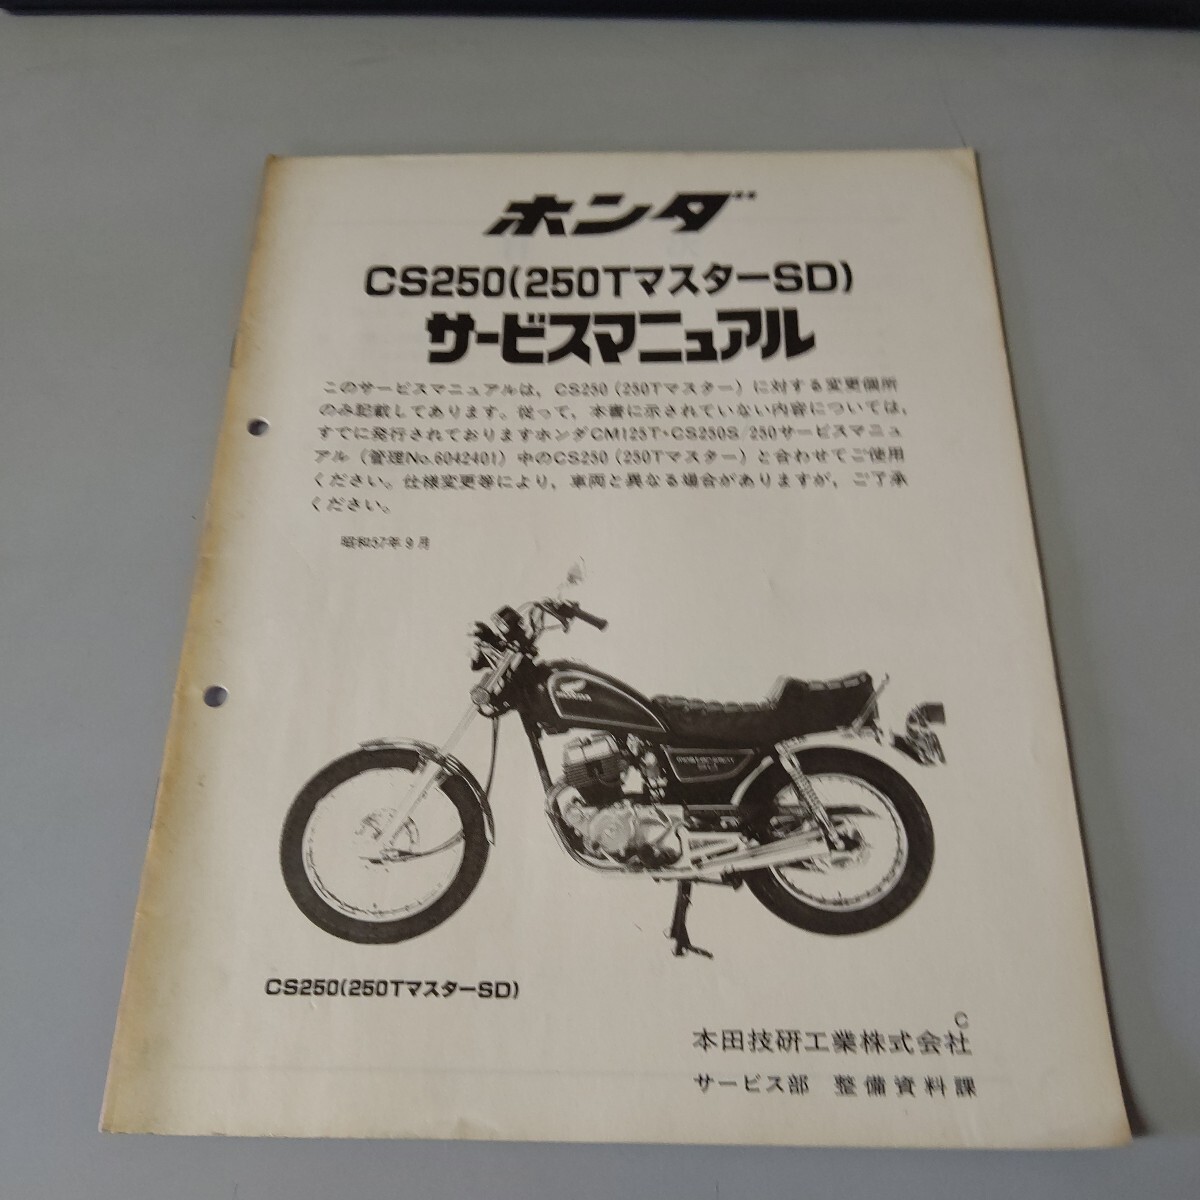 ホンダ
CS250(250TマスターSD)
サービスマニュアル
このサービスマニュアルは、CS250(250Tマスター)に対する変更個所
のみ記載してあります。従って、本書に示されていない内容については、
すでに発行されておりますホンダCM125T・CS250S/250サービスマニュ
アル(管理No.6042401)中のCS250(250Tマスター)と合わせてご使用
ください。仕様変更等により、車両と異なる場合がありますが、ご了承
ください。
昭和57年9月
HONDA
CS250(250TマスターSD)
C
本田技研工業株式会社
サービス部 整備資料課